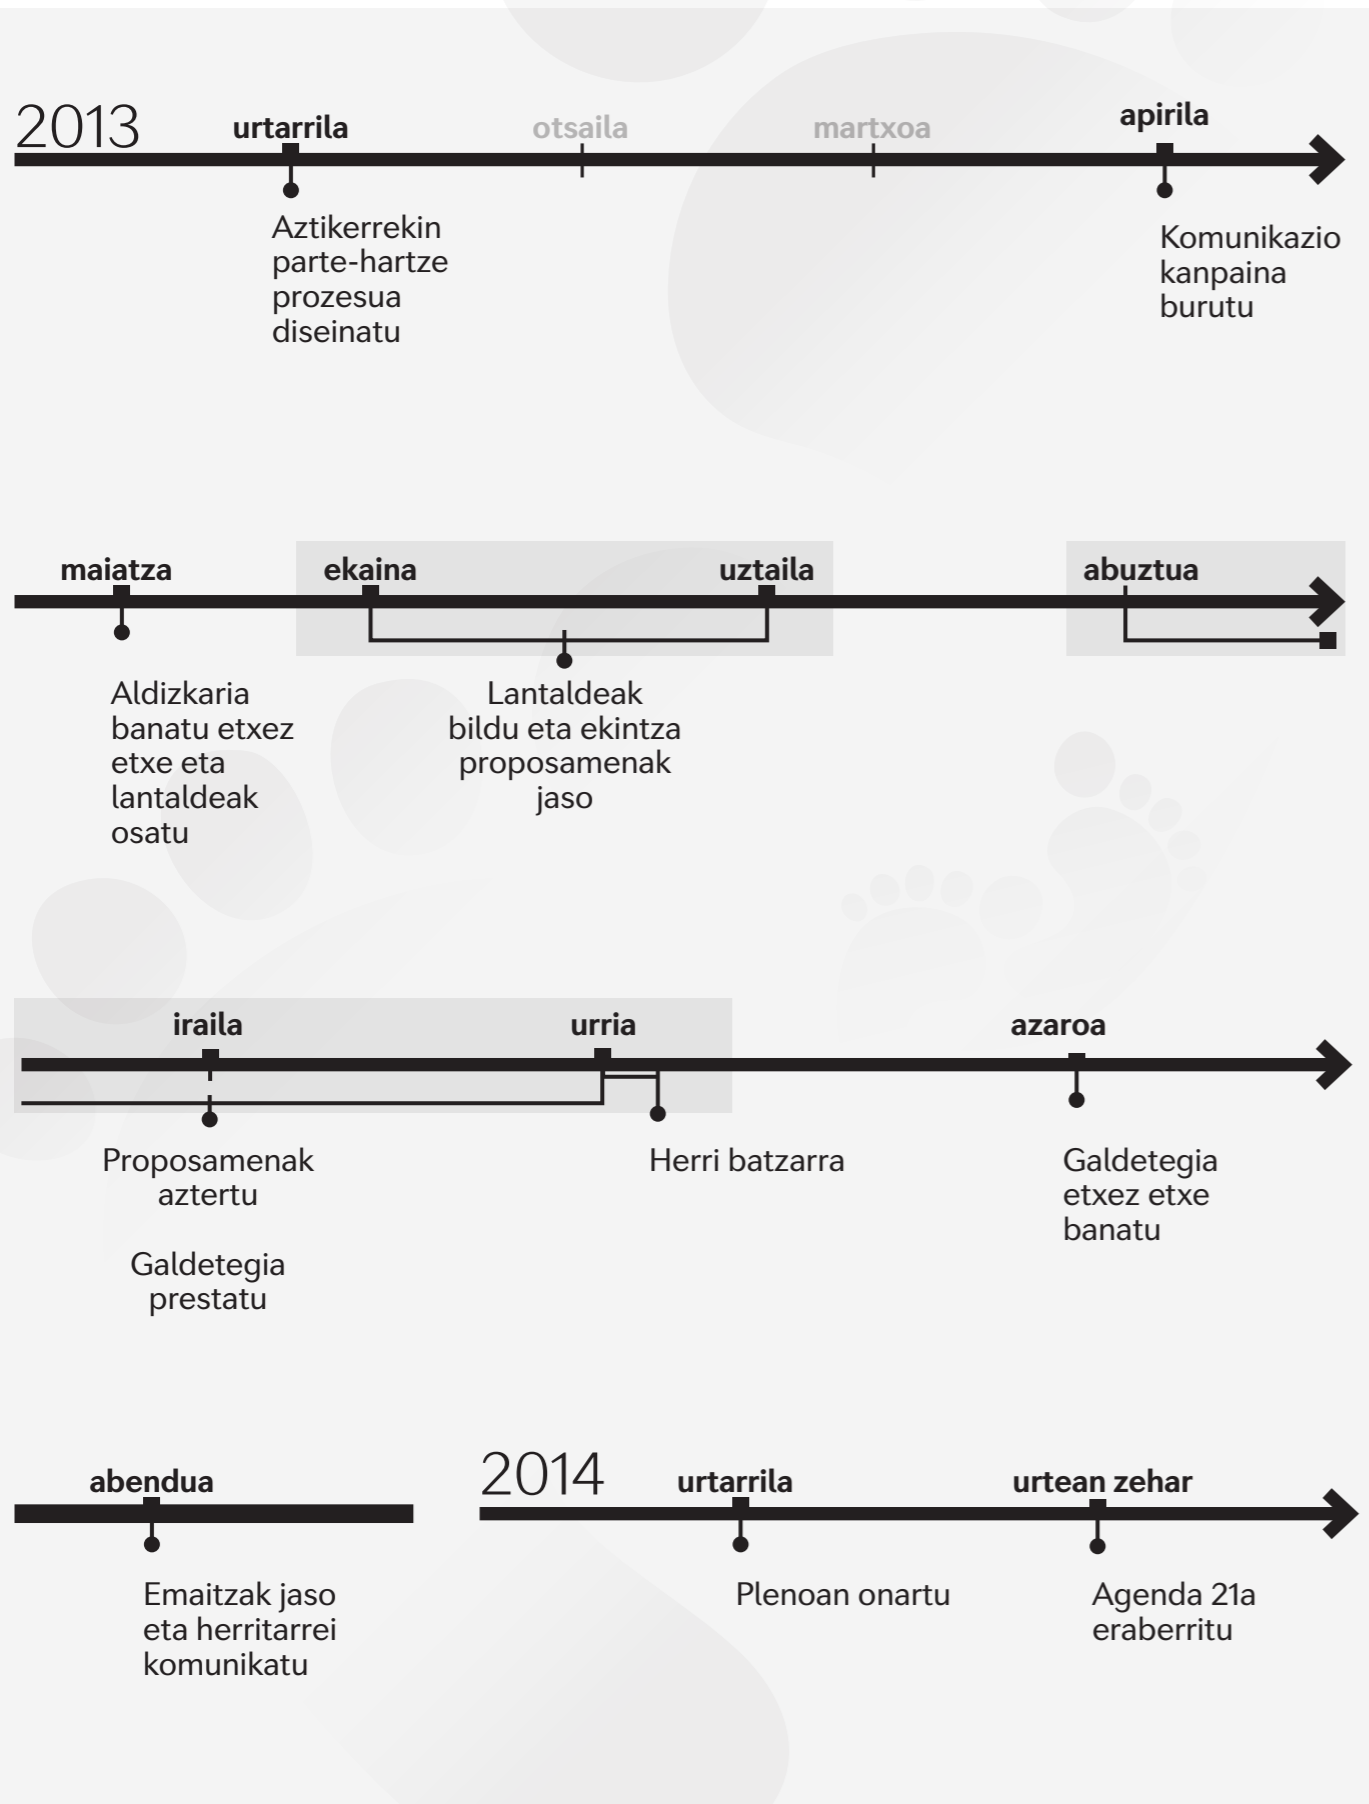 2013
urtarrila
otsaila
martxoa
apirila
Aztikerrekin
parte-hartze
prozesua
diseinatu
Komunikazio
kanpaina
burutu
maiatza
ekaina
uztaila
abuztua
Aldizkaria
banatu etxez
etxe eta
lantaldeak
osatu
Lantaldeak
bildu eta ekintza
proposamenak
jaso
iraila
urria
azaroa
Proposamenak
aztertu
Galdetegia
prestatu
Herri batzarra
Galdetegia
etxez etxe
banatu
abendua
Emaitzak jaso
eta herritarrei
komunikatu
2014
urtarrila
urtean zehar
Plenoan onartu
Agenda 21a
eraberritu